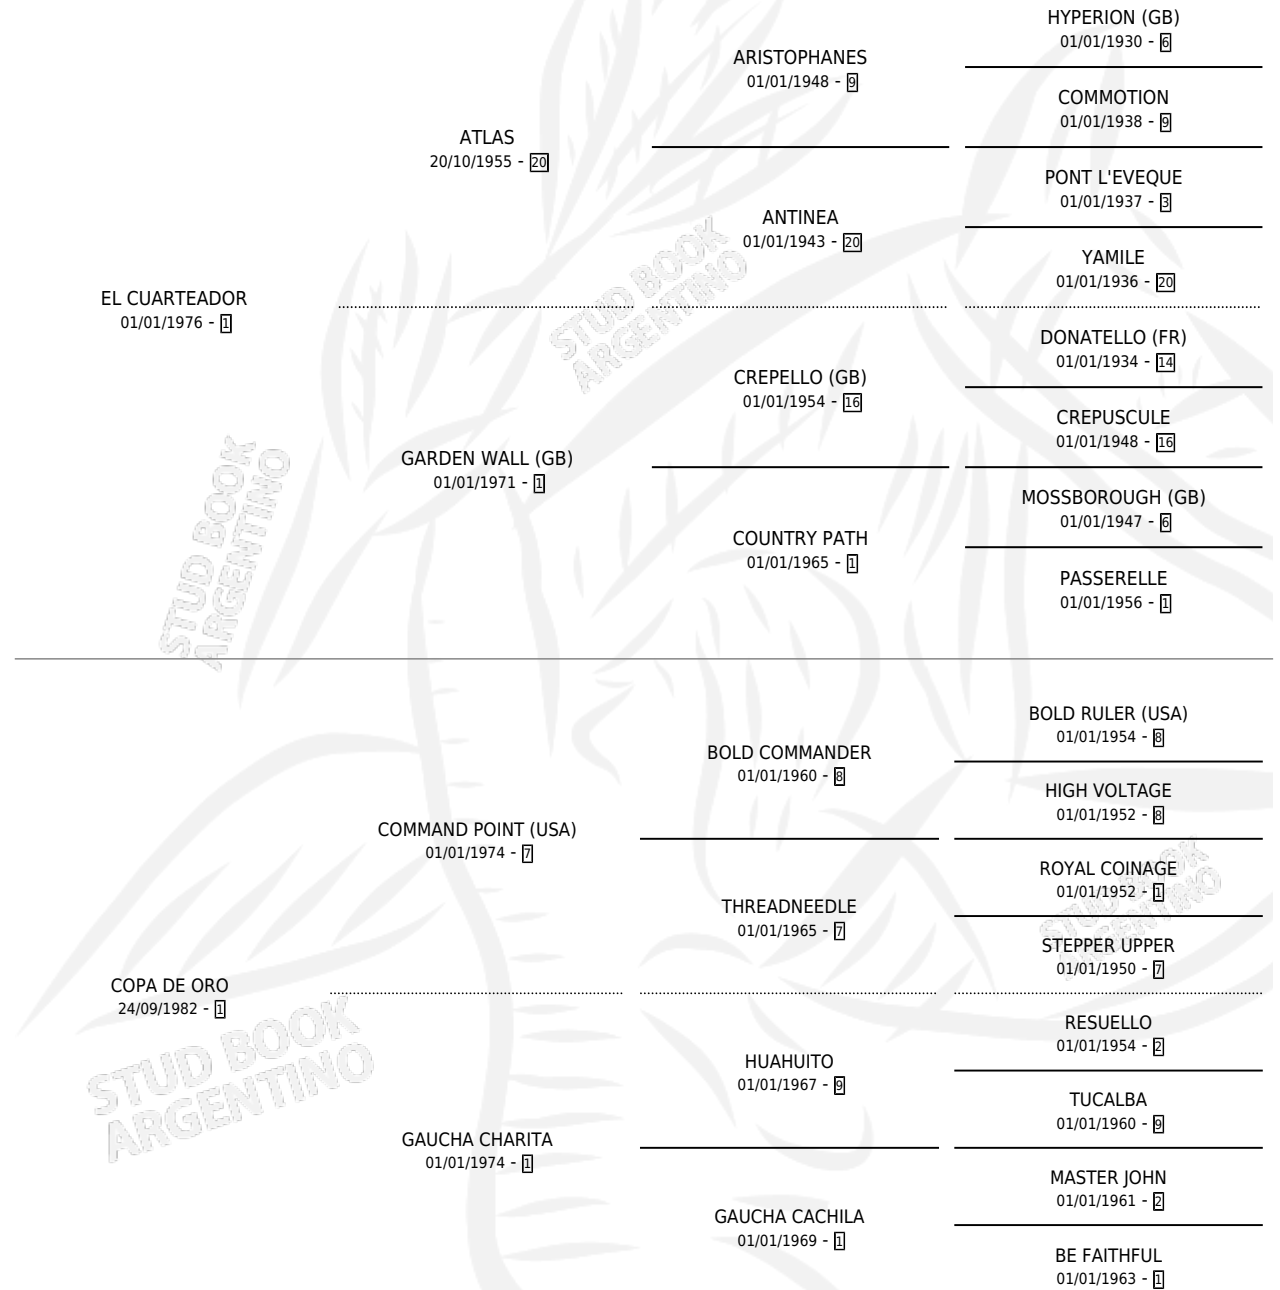 HYPERION (GB)
01/01/1930 - 6
ARISTOPHANES
01/01/1948 - 9
COMMOTION
01/01/1938 - 9
ATLAS
20/10/1955 - 20
PONT L'EVEQUE
01/01/1937 - 3
ANTINEA
01/01/1943 - 20
YAMILE
01/01/1936 - 20
EL CUARTEADOR
01/01/1976 - 1
DONATELLO (FR)
01/01/1934 - 14
CREPELLO (GB)
01/01/1954 - 16
CREPUSCULE
01/01/1948 - 16
GARDEN WALL (GB)
01/01/1971 - 1
MOSSBOROUGH (GB)
01/01/1947 - 6
COUNTRY PATH
01/01/1965 - 1
PASSERELLE
01/01/1956 - 1
BOLD RULER (USA)
01/01/1954 - 8
BOLD COMMANDER
01/01/1960 - 8
HIGH VOLTAGE
01/01/1952 - 8
COMMAND POINT (USA)
01/01/1974 - 7
ROYAL COINAGE
01/01/1952 - 1
THREADNEEDLE
01/01/1965 - 7
STEPPER UPPER
01/01/1950 - 7
COPA DE ORO
24/09/1982 - 1
RESUELLO
01/01/1954 - 2
HUAHUITO
01/01/1967 - 9
TUCALBA
01/01/1960 - 9
GAUCHA CHARITA
01/01/1974 - 1
MASTER JOHN
01/01/1961 - 2
GAUCHA CACHILA
01/01/1969 - 1
BE FAITHFUL
01/01/1963 - 1
STUD BOOK
ARGENTINO
STUD BOOK
ARGENTINO
STUD BOOK
ARGENTINO
STUD BOOK
ARGENTINO